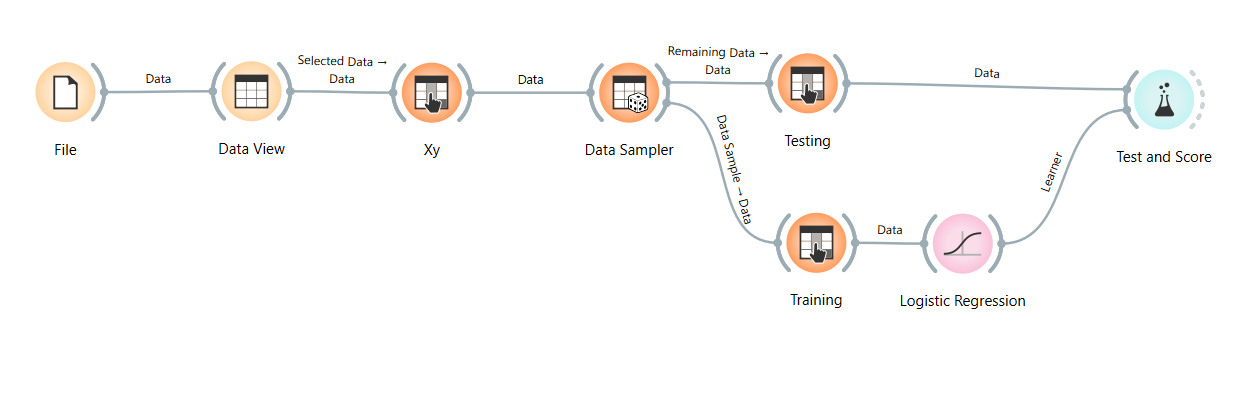 File
Data
Data View
Selected Data →
Data
Xy
Data
Data Sampler
Remaining Data →
Data
Testing
Data
Test and Score
Data Sample → Data
Training
Data
Logistic Regression
Learner